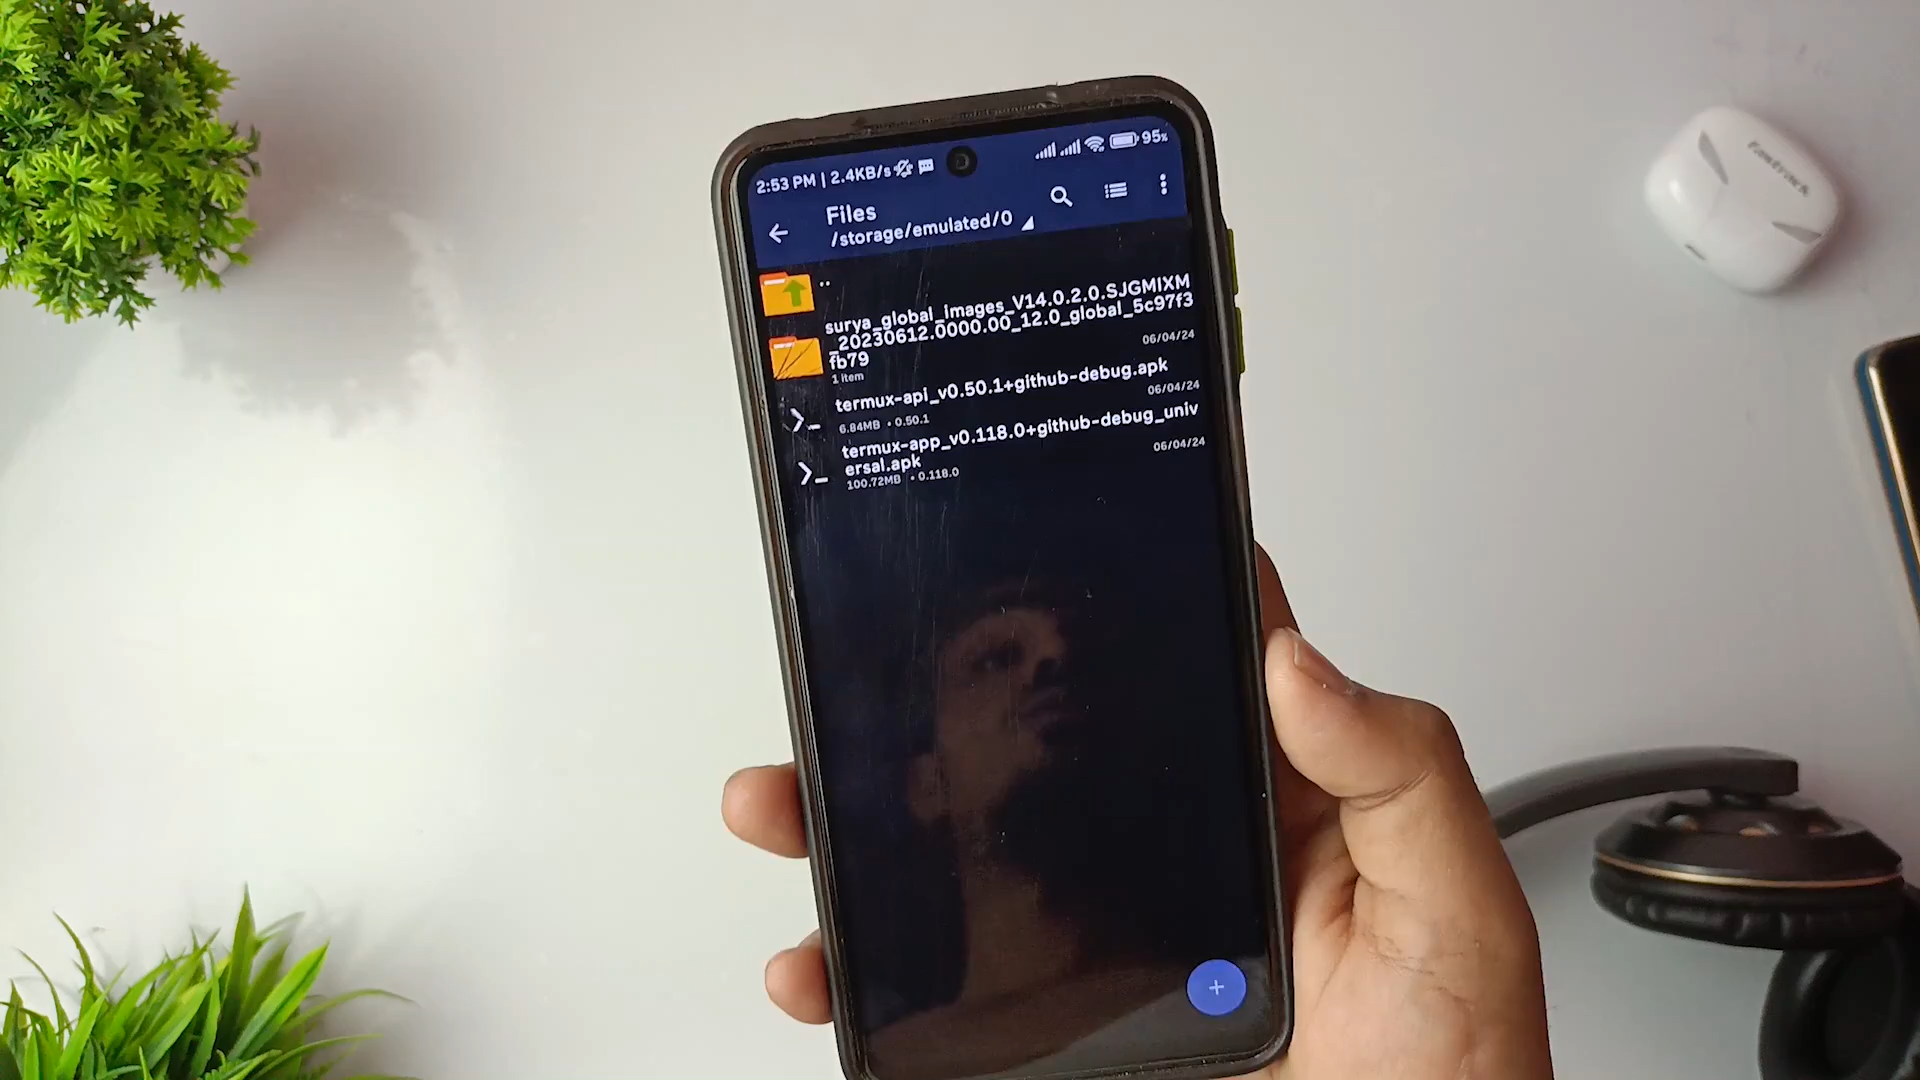 2:53 PM | 2.4KB/s
95%
Files
/storage/emulated/0
..
surya_global_images_V14.0.2.0.SJGMIXM
_20230612.0000.00_12.0_global_5c97f3
fb79
06/04/24
1 item
termux-api_v0.50.1+github-debug.apk
06/04/24
6.84MB • 0.50.1
termux-app_v0.118.0+github-debug_univ
ersal.apk
06/04/24
100.72MB • 0.118.0
Fastrack